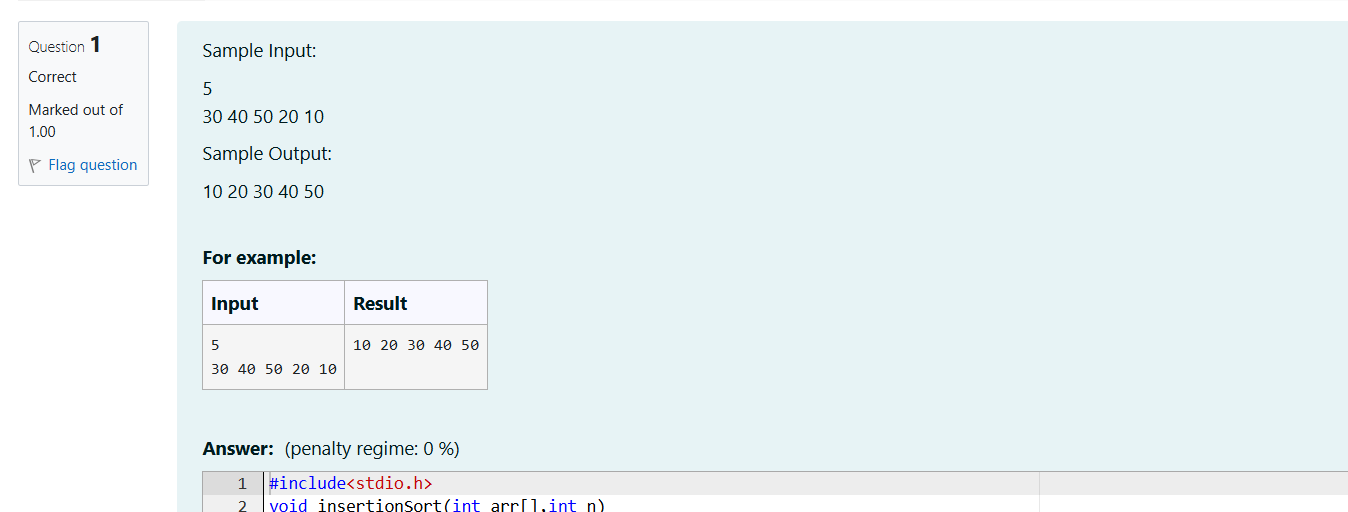 Question 1
Correct
Marked out of
1.00
Flag question
Sample Input:
5
30 40 50 20 10
Sample Output:
10 20 30 40 50
For example:
Input Result
5 10 20 30 40 50
30 40 50 20 10
Answer: (penalty regime: 0 %)
1 #include<stdio.h>
2 void insertionSort(int arr[],int n)